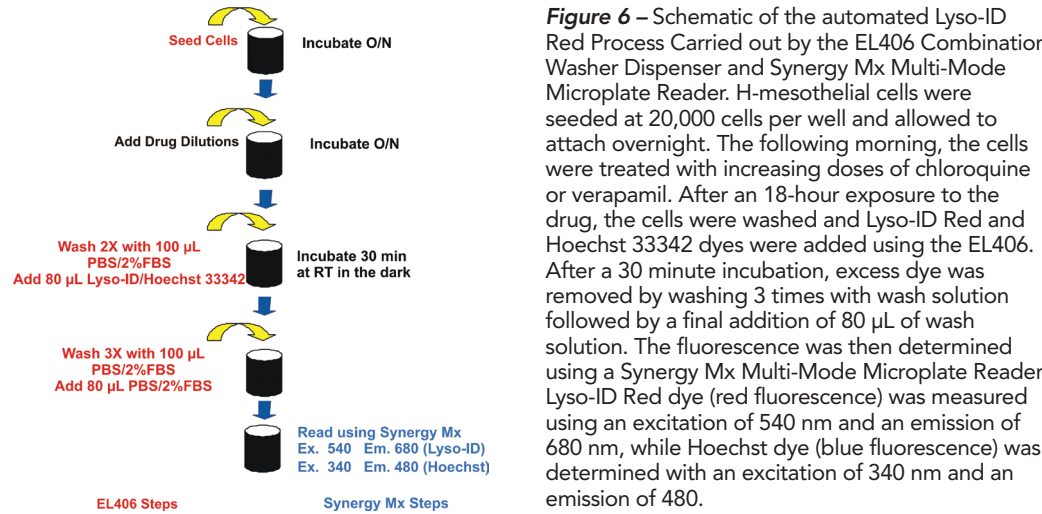 Seed Cells
Incubate O/N
Add Drug Dilutions
Incubate O/N
Wash 2X with 100 µL
PBS/2%FBS
Add 80 µL Lyso-ID/Hoechst 33342
Incubate 30 min
at RT in the dark
Wash 3X with 100 µL
PBS/2%FBS
Add 80 µL PBS/2%FBS
Read using Synergy Mx
Ex. 540 Em. 680 (Lyso-ID)
Ex. 340 Em. 480 (Hoechst)
EL406 Steps
Synergy Mx Steps
Figure 6 – Schematic of the automated Lyso-ID
Red Process Carried out by the EL406 Combination
Washer Dispenser and Synergy Mx Multi-Mode
Microplate Reader. H-mesothelial cells were
seeded at 20,000 cells per well and allowed to
attach overnight. The following morning, the cells
were treated with increasing doses of chloroquine
or verapamil. After an 18-hour exposure to the
drug, the cells were washed and Lyso-ID Red and
Hoechst 33342 dyes were added using the EL406.
After a 30 minute incubation, excess dye was
removed by washing 3 times with wash solution
followed by a final addition of 80 µL of wash
solution. The fluorescence was then determined
using a Synergy Mx Multi-Mode Microplate Reader
Lyso-ID Red dye (red fluorescence) was measured
using an excitation of 540 nm and an emission of
680 nm, while Hoechst dye (blue fluorescence) was
determined with an excitation of 340 nm and an
emission of 480.